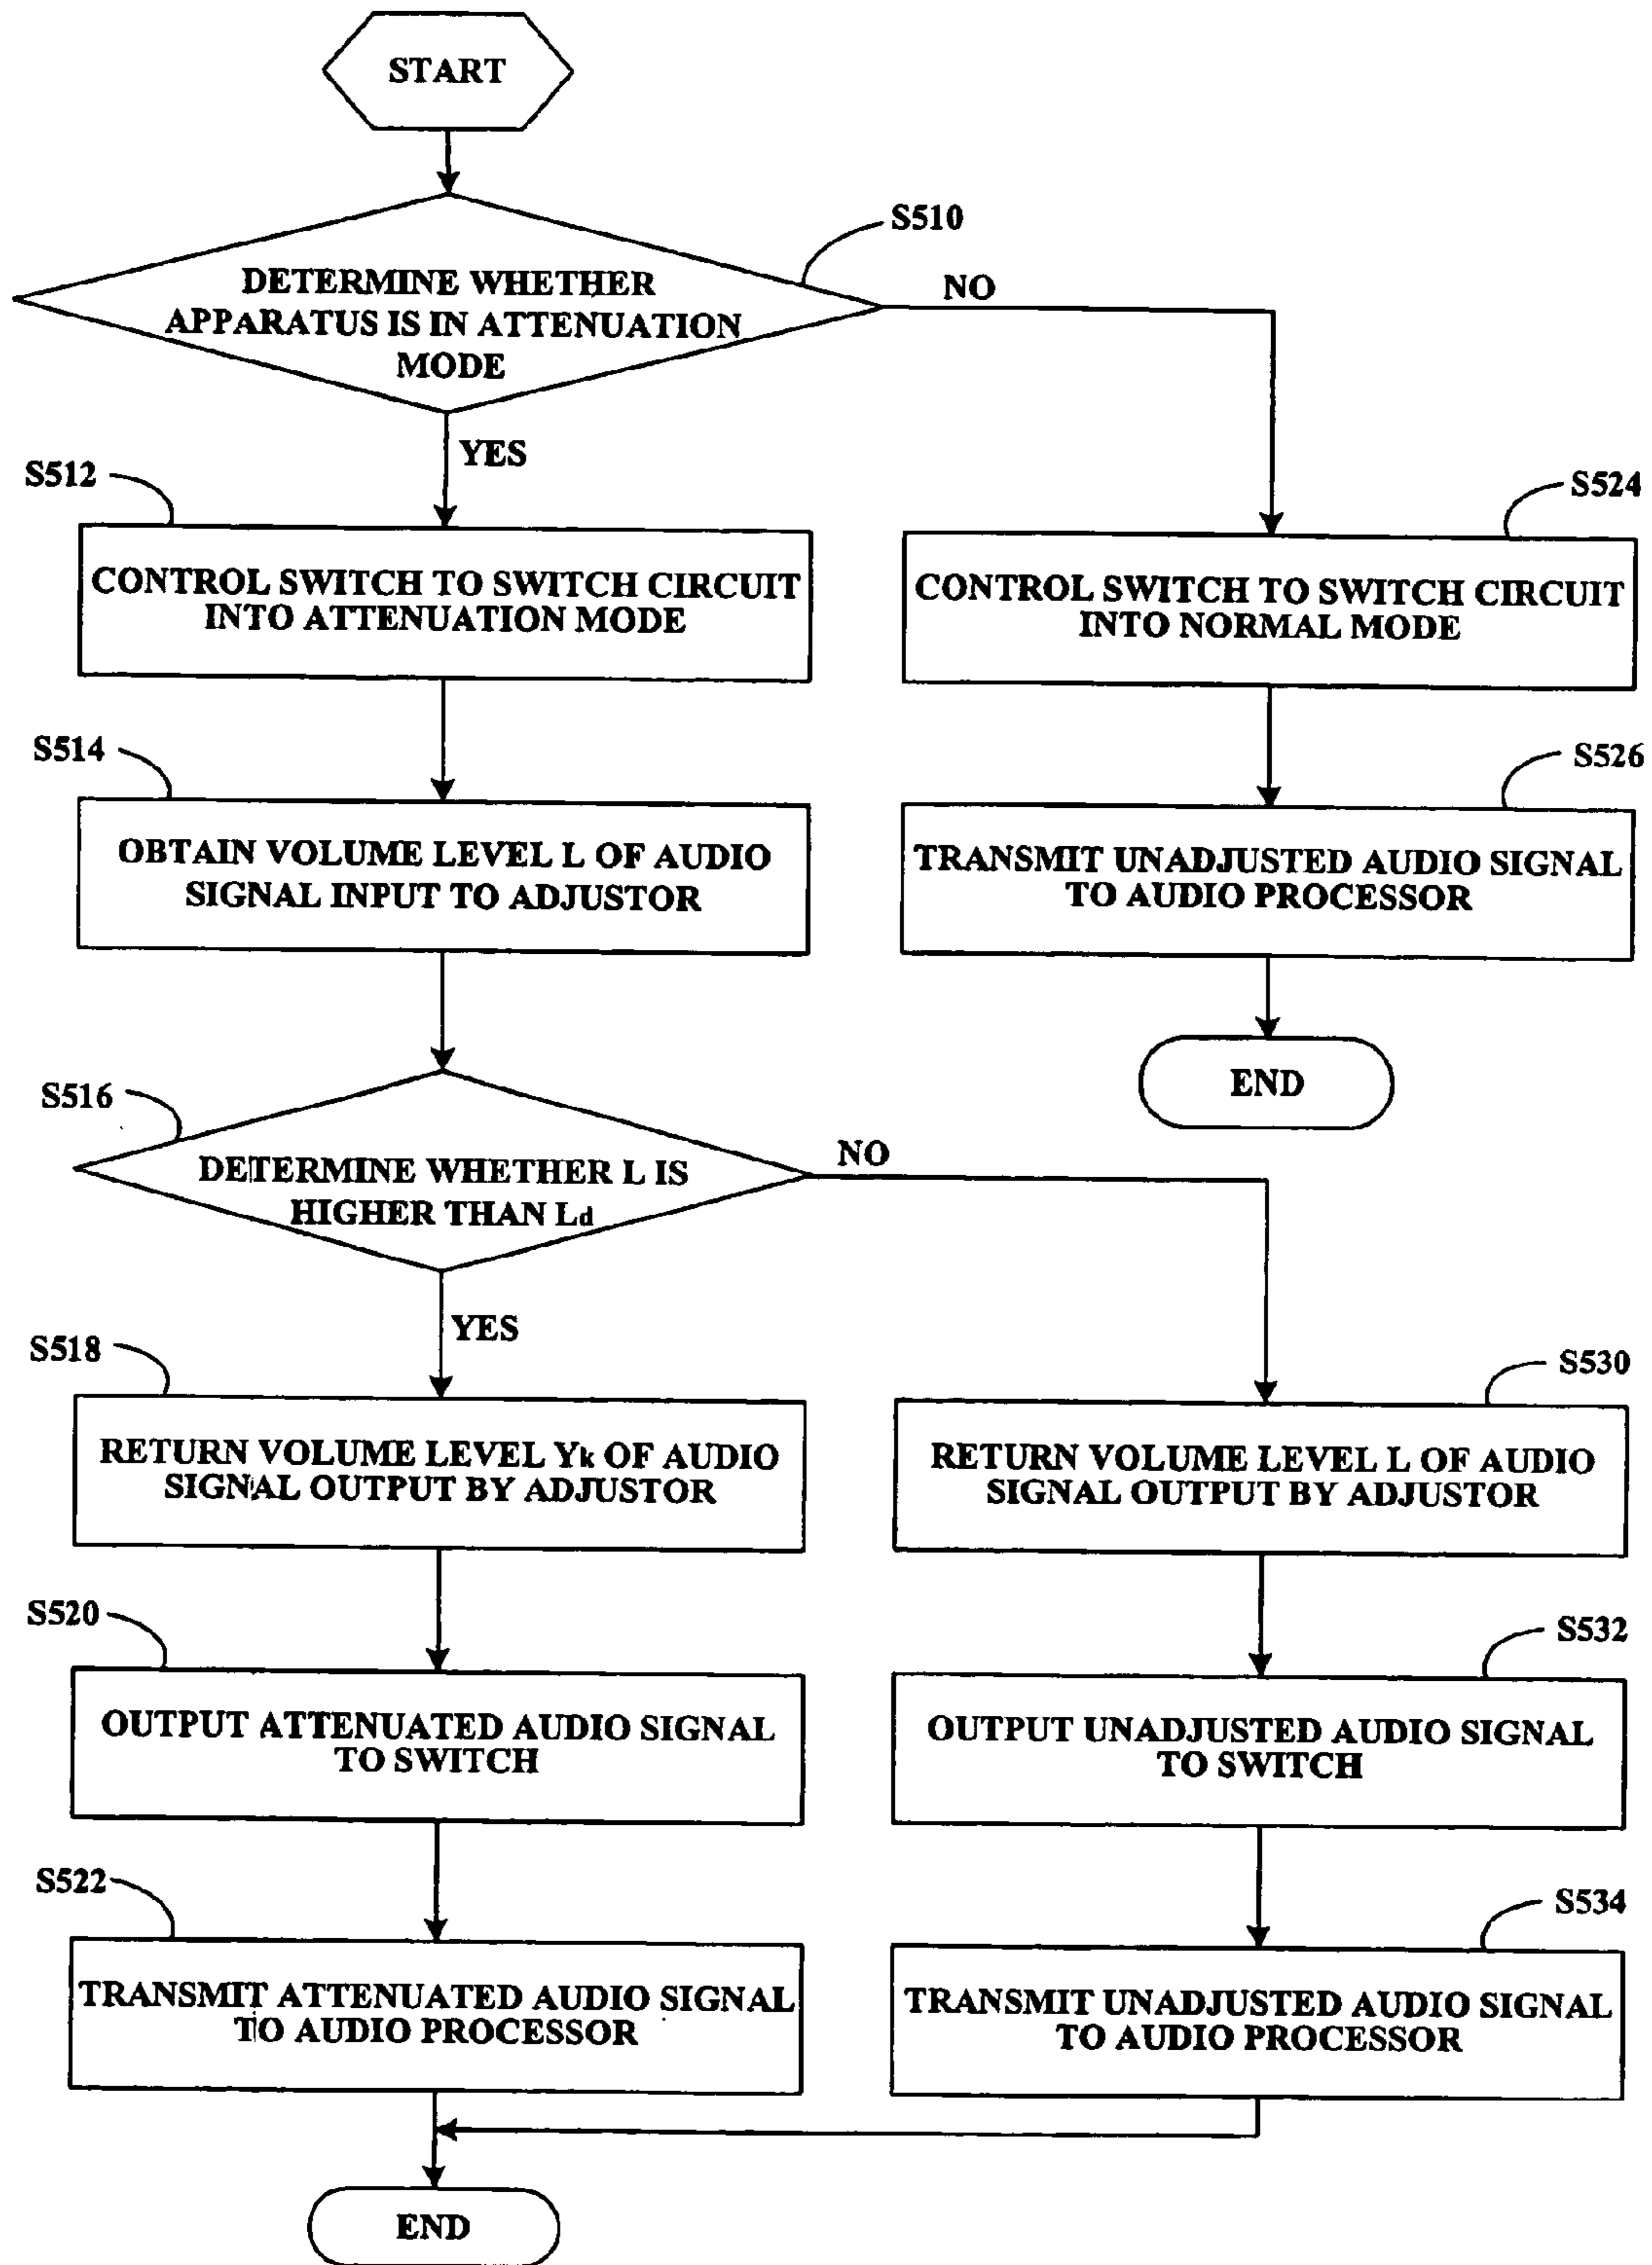 START
S510
DETERMINE WHETHER
APPARATUS IS IN ATTENUATION
MODE
NO
YES
S512
CONTROL SWITCH TO SWITCH CIRCUIT
INTO ATTENUATION MODE
S524
CONTROL SWITCH TO SWITCH CIRCUIT
INTO NORMAL MODE
S514
OBTAIN VOLUME LEVEL L OF AUDIO
SIGNAL INPUT TO ADJUSTOR
S526
TRANSMIT UNADJUSTED AUDIO SIGNAL
TO AUDIO PROCESSOR
END
S516
DETERMINE WHETHER L IS
HIGHER THAN Ld
NO
YES
S518
RETURN VOLUME LEVEL Yk OF AUDIO
SIGNAL OUTPUT BY ADJUSTOR
S530
RETURN VOLUME LEVEL L OF AUDIO
SIGNAL OUTPUT BY ADJUSTOR
S520
OUTPUT ATTENUATED AUDIO SIGNAL
TO SWITCH
S532
OUTPUT UNADJUSTED AUDIO SIGNAL
TO SWITCH
S522
TRANSMIT ATTENUATED AUDIO SIGNAL
TO AUDIO PROCESSOR
S534
TRANSMIT UNADJUSTED AUDIO SIGNAL
TO AUDIO PROCESSOR
END